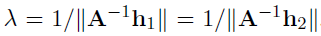 λ = 1/‖A⁻¹h₁‖ = 1/‖A⁻¹h₂‖.